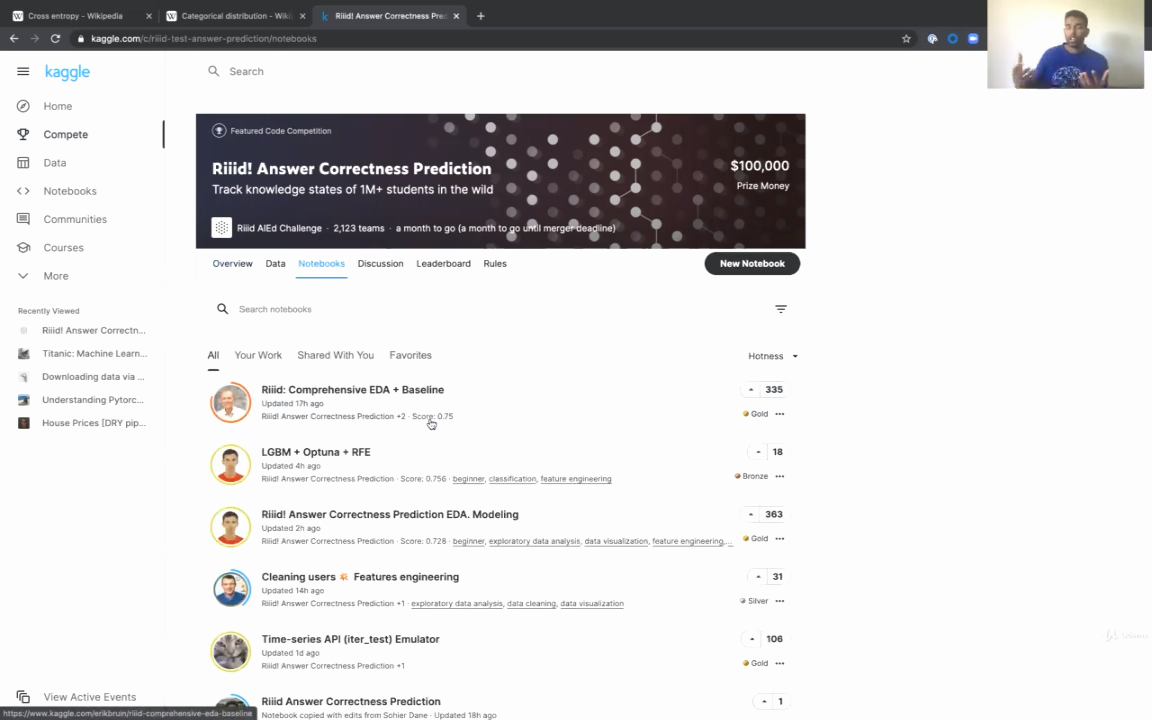 Cross entropy - Wikipedia
Categorical distribution - Wiki
Riiid! Answer Correctness Pred
kaggle.com/c/riiid-test-answer-prediction/notebooks
kaggle
Search
Home
Compete
Data
Notebooks
Communities
Courses
More
Recently Viewed
Riiid! Answer Correctn...
Titanic: Machine Learn...
Downloading data via ...
Understanding Pytorc...
House Prices [DRY pip...
View Active Events
https://www.kaggle.com/erikbruin/riiid-comprehensive-eda-baseline
Featured Code Competition
Riiid! Answer Correctness Prediction
Track knowledge states of 1M+ students in the wild
$100,000
Prize Money
Riiid AIEd Challenge · 2,123 teams · a month to go (a month to go until merger deadline)
Overview Data Notebooks Discussion Leaderboard Rules
New Notebook
Search notebooks
All Your Work Shared With You Favorites
Hotness
Riiid: Comprehensive EDA + Baseline
335
Updated 17h ago
Riiid! Answer Correctness Prediction +2 · Score: 0.75
Gold
LGBM + Optuna + RFE
18
Updated 4h ago
Riiid! Answer Correctness Prediction · Score: 0.756 · beginner, classification, feature engineering
Bronze
Riiid! Answer Correctness Prediction EDA. Modeling
363
Updated 2h ago
Riiid! Answer Correctness Prediction · Score: 0.728 · beginner, exploratory data analysis, data visualization, feature engineering,...
Gold
Cleaning users 💥 Features engineering
31
Updated 14h ago
Riiid! Answer Correctness Prediction +1 · exploratory data analysis, data cleaning, data visualization
Silver
Time-series API (iter_test) Emulator
106
Updated 1d ago
Riiid! Answer Correctness Prediction +1
Gold
Riiid Answer Correctness Prediction
1
Notebook copied with edits from Sohier Dane · Updated 18h ago